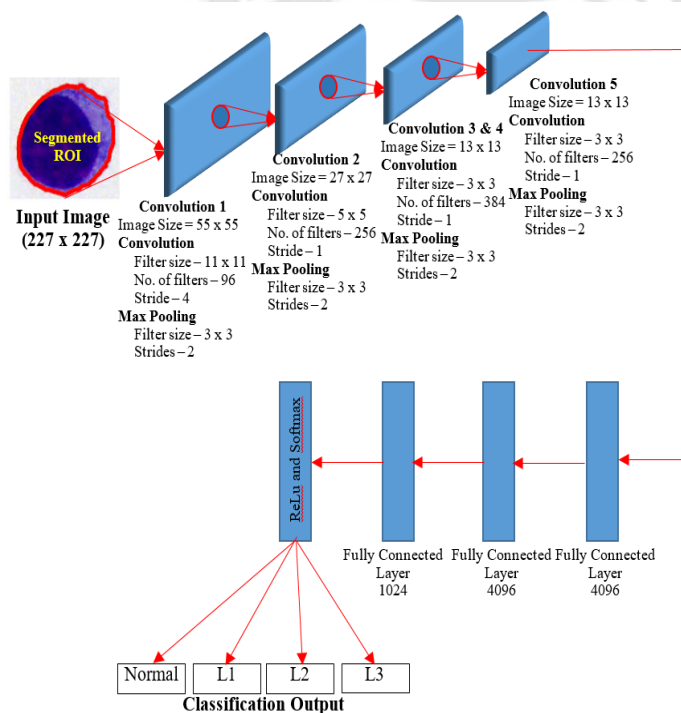 Segmented
ROI
Input Image
(227 x 227)
Convolution 1
Image Size = 55 x 55
Convolution
Filter size – 11 x 11
No. of filters – 96
Stride – 4
Max Pooling
Filter size – 3 x 3
Strides – 2
Convolution 2
Image Size = 27 x 27
Convolution
Filter size – 5 x 5
No. of filters – 256
Stride – 1
Max Pooling
Filter size – 3 x 3
Strides – 2
Convolution 3 & 4
Image Size = 13 x 13
Convolution
Filter size – 3 x 3
No. of filters – 384
Stride – 1
Max Pooling
Filter size – 3 x 3
Strides – 2
Convolution 5
Image Size = 13 x 13
Convolution
Filter size – 3 x 3
No. of filters – 256
Stride – 1
Max Pooling
Filter size – 3 x 3
Strides – 2
ReLu and Softmax
Fully Connected
Layer
1024
Fully Connected
Layer
4096
Fully Connected
Layer
4096
Normal
L1
L2
L3
Classification Output